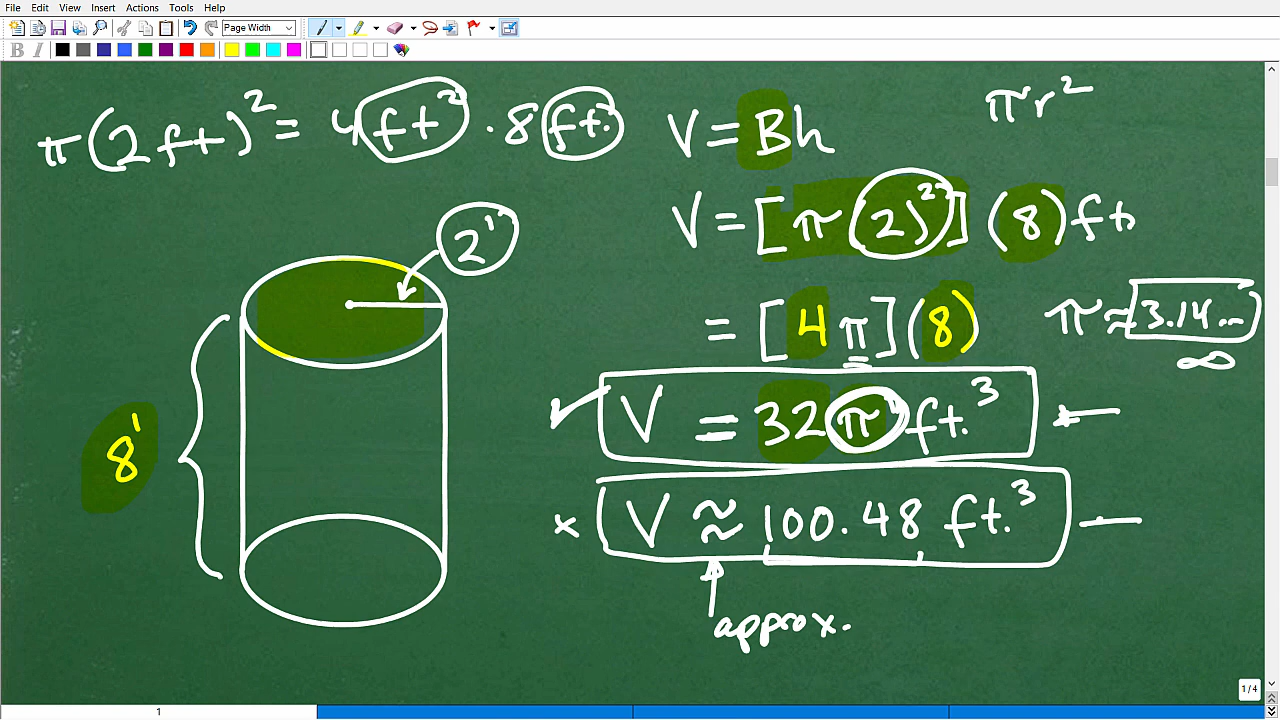 File Edit View Insert Actions Tools Help
Page Width
B I
π(2ft)² = 4ft² · 8ft.
πr²
V = Bh
V = [π(2)²](8)ft
2'
= [4π](8)
π ≈ 3.14...
∞
8'
V = 32π ft.³
V ≈ 100.48 ft.³
approx.
1/4
1